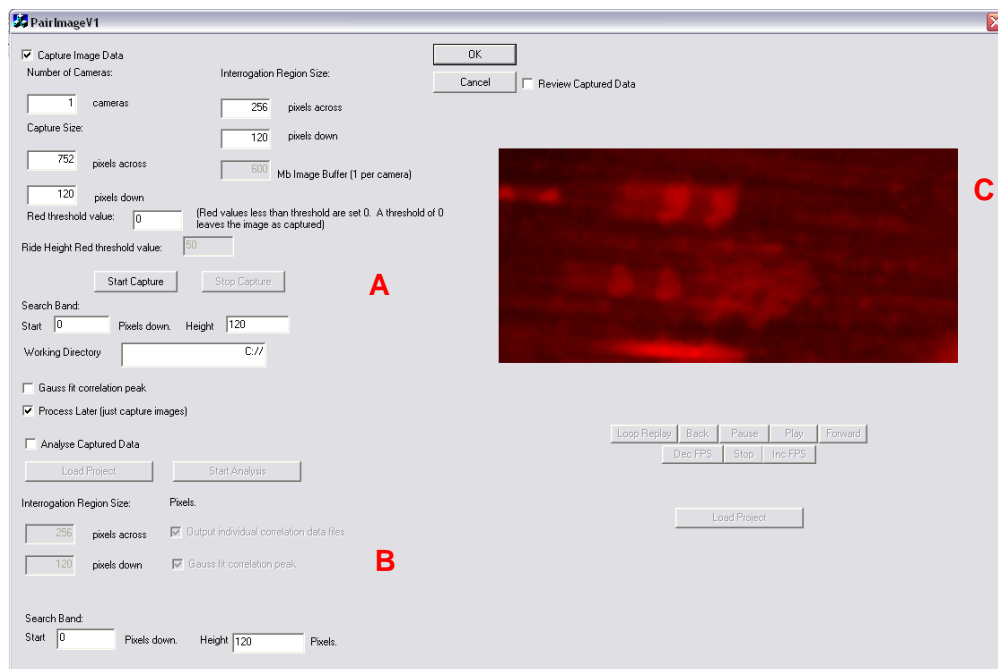 PairImageV1
Capture Image Data
OK
Number of Cameras:
Interrogation Region Size:
Cancel
Review Captured Data
1 cameras
256 pixels across
Capture Size:
120 pixels down
752 pixels across
600 Mb Image Buffer (1 per camera)
120 pixels down
C
Red threshold value: 0 (Red values less than threshold are set 0. A threshold of 0
leaves the image as captured)
Ride Height Red threshold value: 50
Start Capture Stop Capture
A
Search Band:
Start 0 Pixels down. Height 120
Working Directory C://
Gauss fit correlation peak
Process Later (just capture images)
Analyse Captured Data
Loop Replay Back Pause Play Forward
Dec FPS Stop Inc FPS
Load Project Start Analysis
Interrogation Region Size: Pixels.
Load Project
256 pixels across Output individual correlation data files
120 pixels down Gauss fit correlation peak
B
Search Band:
Start 0 Pixels down. Height 120 Pixels.